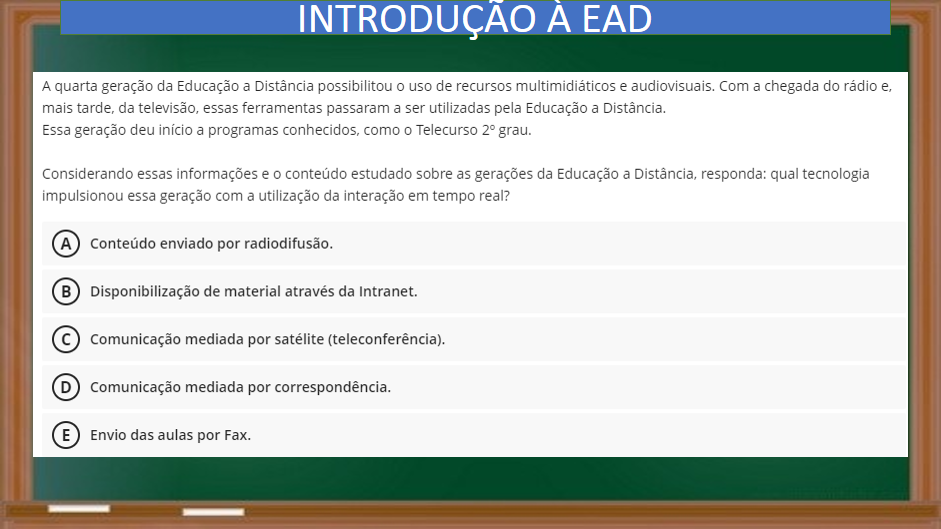 INTRODUÇÃO À EAD
A quarta geração da Educação a Distância possibilitou o uso de recursos multimidiáticos e audiovisuais. Com a chegada do rádio e,
mais tarde, da televisão, essas ferramentas passaram a ser utilizadas pela Educação a Distância.
Essa geração deu início a programas conhecidos, como o Telecurso 2º grau.
Considerando essas informações e o conteúdo estudado sobre as gerações da Educação a Distância, responda: qual tecnologia
impulsionou essa geração com a utilização da interação em tempo real?
A Conteúdo enviado por radiodifusão.
B Disponibilização de material através da Intranet.
C Comunicação mediada por satélite (teleconferência).
D Comunicação mediada por correspondência.
E Envio das aulas por Fax.